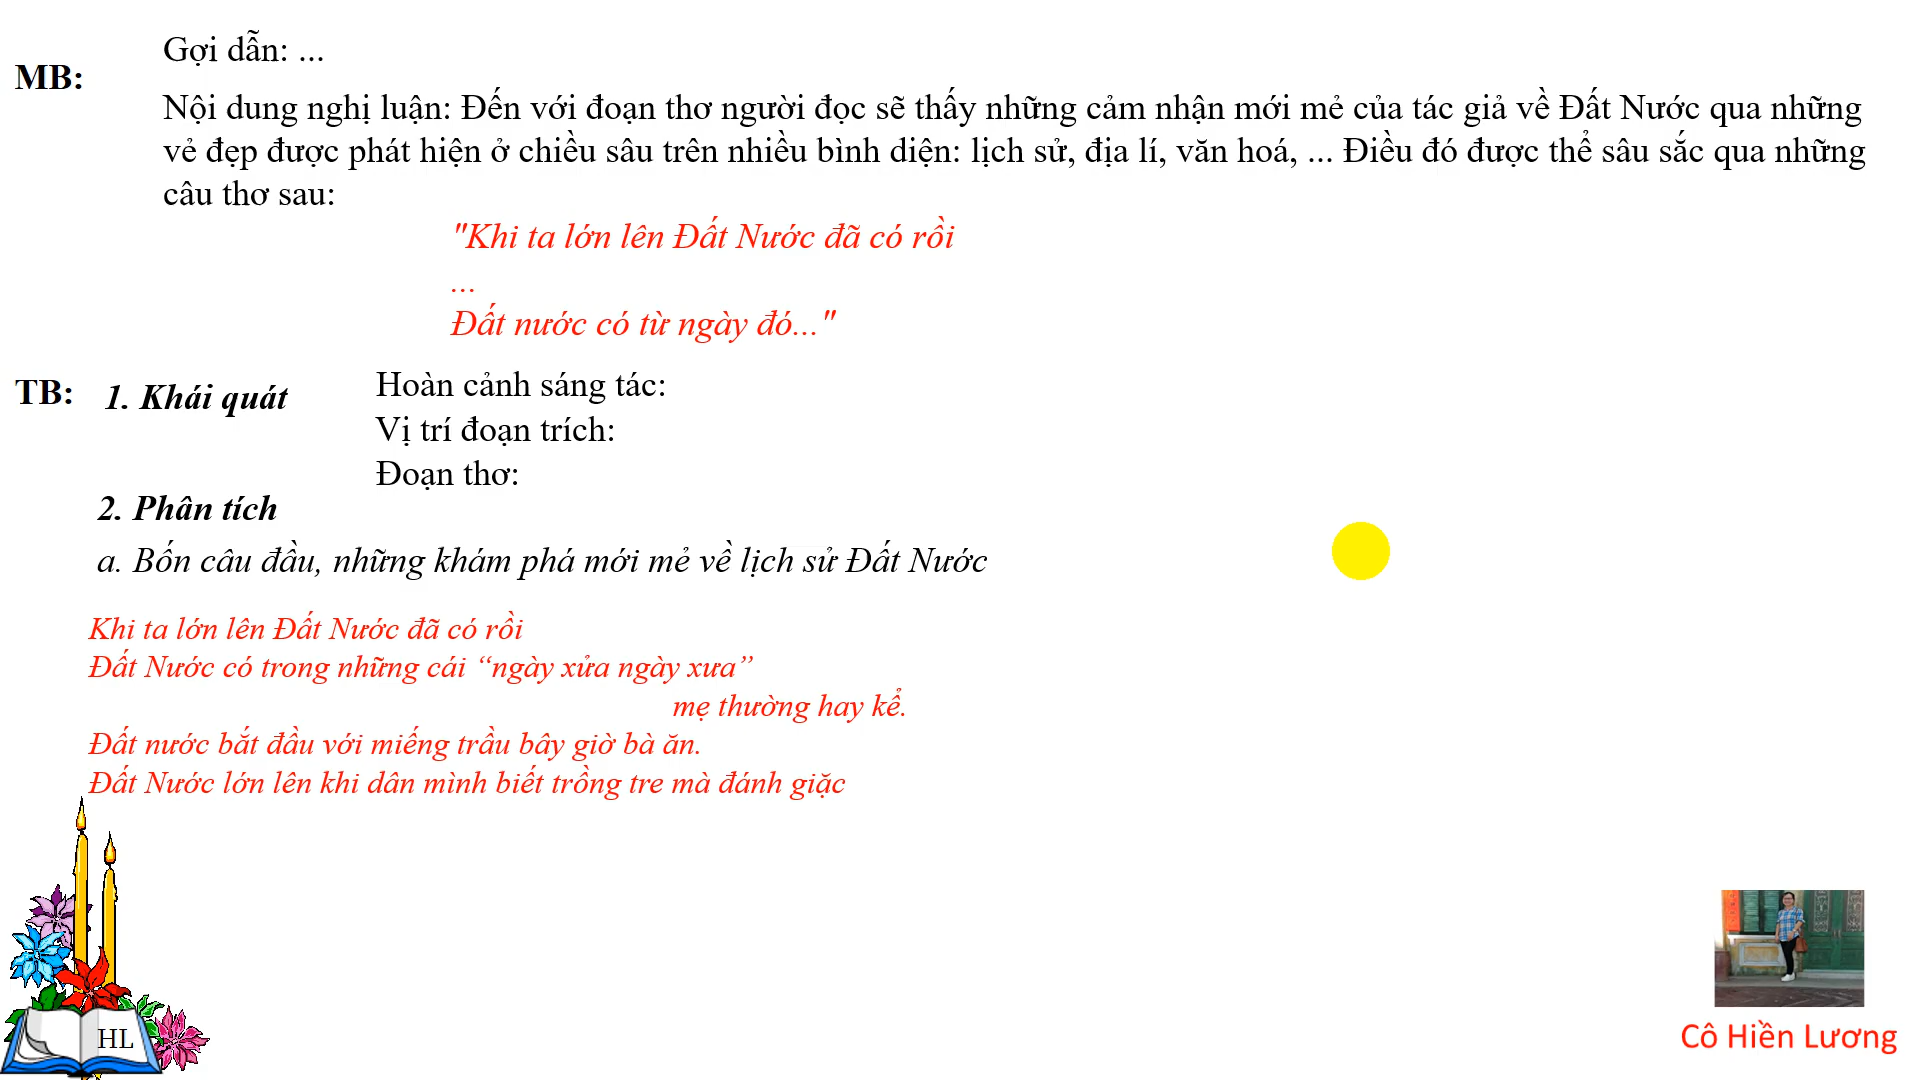 Gợi dẫn: ...
MB:
Nội dung nghị luận: Đến với đoạn thơ người đọc sẽ thấy những cảm nhận mới mẻ của tác giả về Đất Nước qua những
vẻ đẹp được phát hiện ở chiều sâu trên nhiều bình diện: lịch sử, địa lí, văn hoá, ... Điều đó được thể sâu sắc qua những
câu thơ sau:
"Khi ta lớn lên Đất Nước đã có rồi
...
Đất nước có từ ngày đó..."
TB: 1. Khái quát
Hoàn cảnh sáng tác:
Vị trí đoạn trích:
Đoạn thơ:
2. Phân tích
a. Bốn câu đầu, những khám phá mới mẻ về lịch sử Đất Nước
Khi ta lớn lên Đất Nước đã có rồi
Đất Nước có trong những cái “ngày xửa ngày xưa”
mẹ thường hay kể.
Đất nước bắt đầu với miếng trầu bây giờ bà ăn.
Đất Nước lớn lên khi dân mình biết trồng tre mà đánh giặc
HL
Cô Hiền Lương